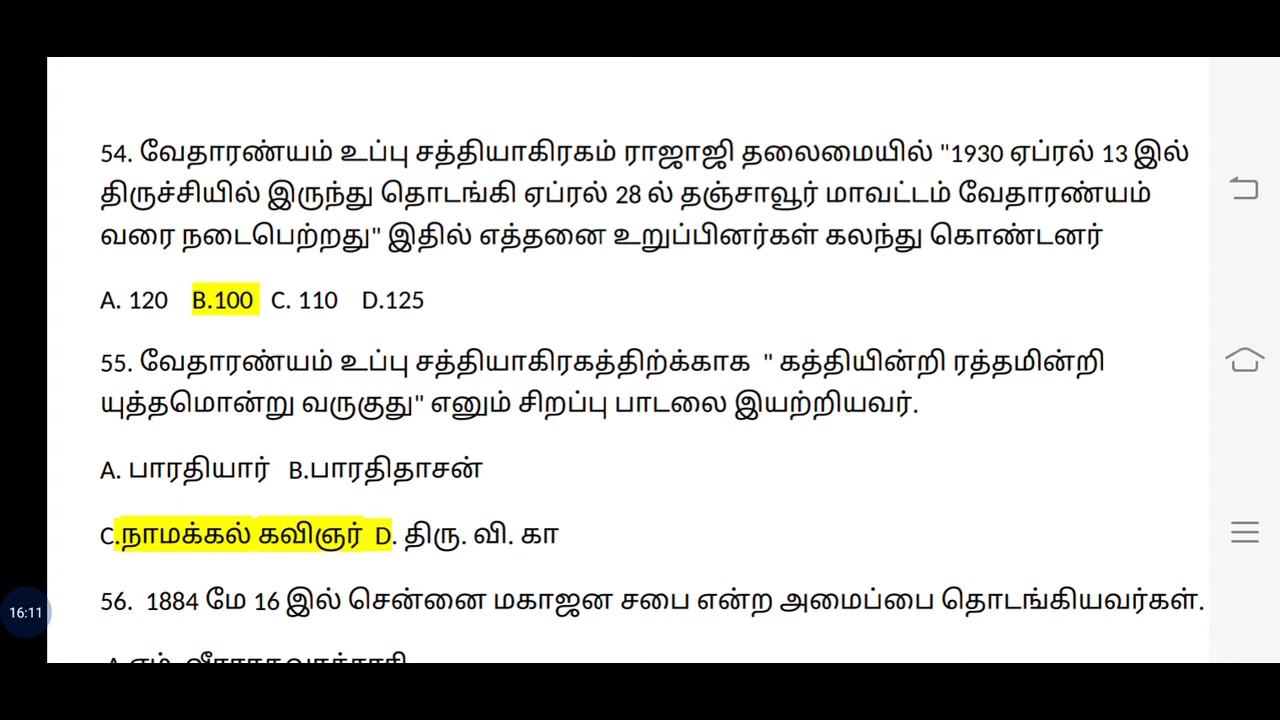 54. வேதாரண்யம் உப்பு சத்தியாகிரகம் ராஜாஜி தலைமையில் "1930 ஏப்ரல் 13 இல்
திருச்சியில் இருந்து தொடங்கி ஏப்ரல் 28 ல் தஞ்சாவூர் மாவட்டம் வேதாரண்யம்
வரை நடைபெற்றது" இதில் எத்தனை உறுப்பினர்கள் கலந்து கொண்டனர்
A. 120 B.100 C. 110 D.125
55. வேதாரண்யம் உப்பு சத்தியாகிரகத்திற்க்காக " கத்தியின்றி ரத்தமின்றி
யுத்தமொன்று வருகுது" எனும் சிறப்பு பாடலை இயற்றியவர்.
A. பாரதியார் B.பாரதிதாசன்
C.நாமக்கல் கவிஞர் D. திரு. வி. கா
16:11
56. 1884 மே 16 இல் சென்னை மகாஜன சபை என்ற அமைப்பை தொடங்கியவர்கள்.